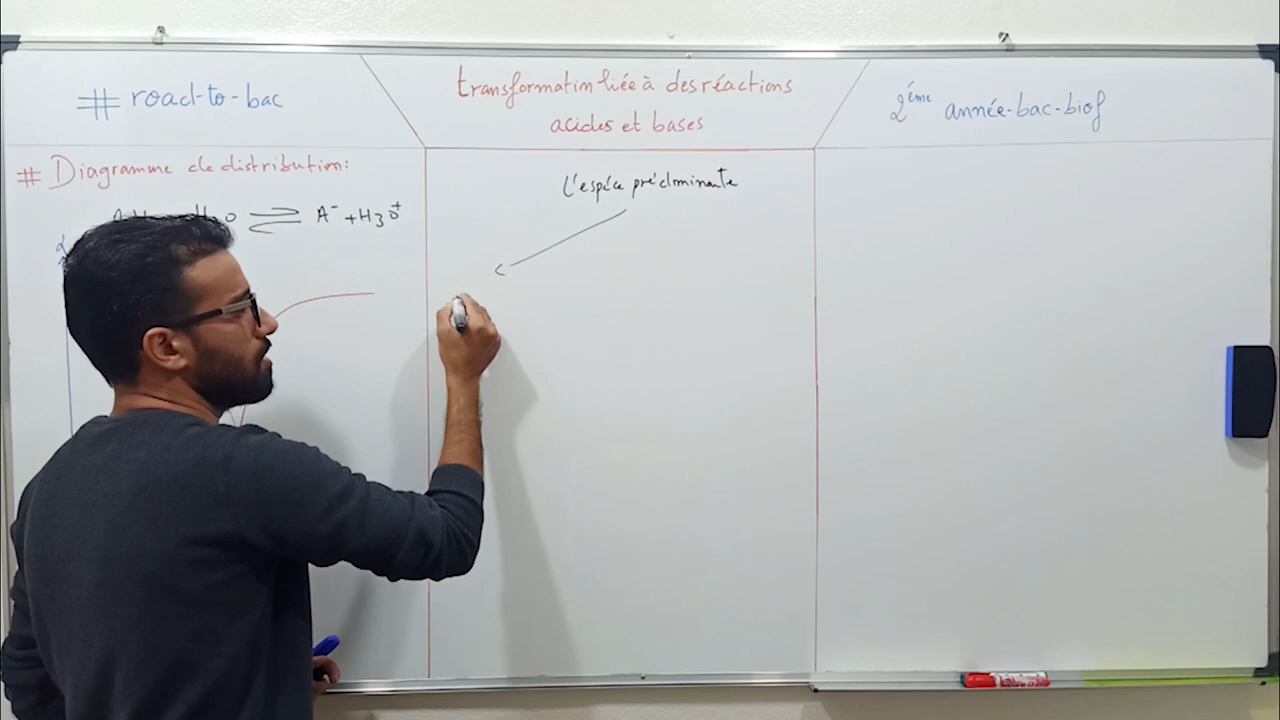 # road-to-bac
transformation liée à des réactions
acides et bases
2ème année-bac-biof
# Diagramme de distribution:
⇌ A⁻ + H3O⁺
l'espèce prédominante